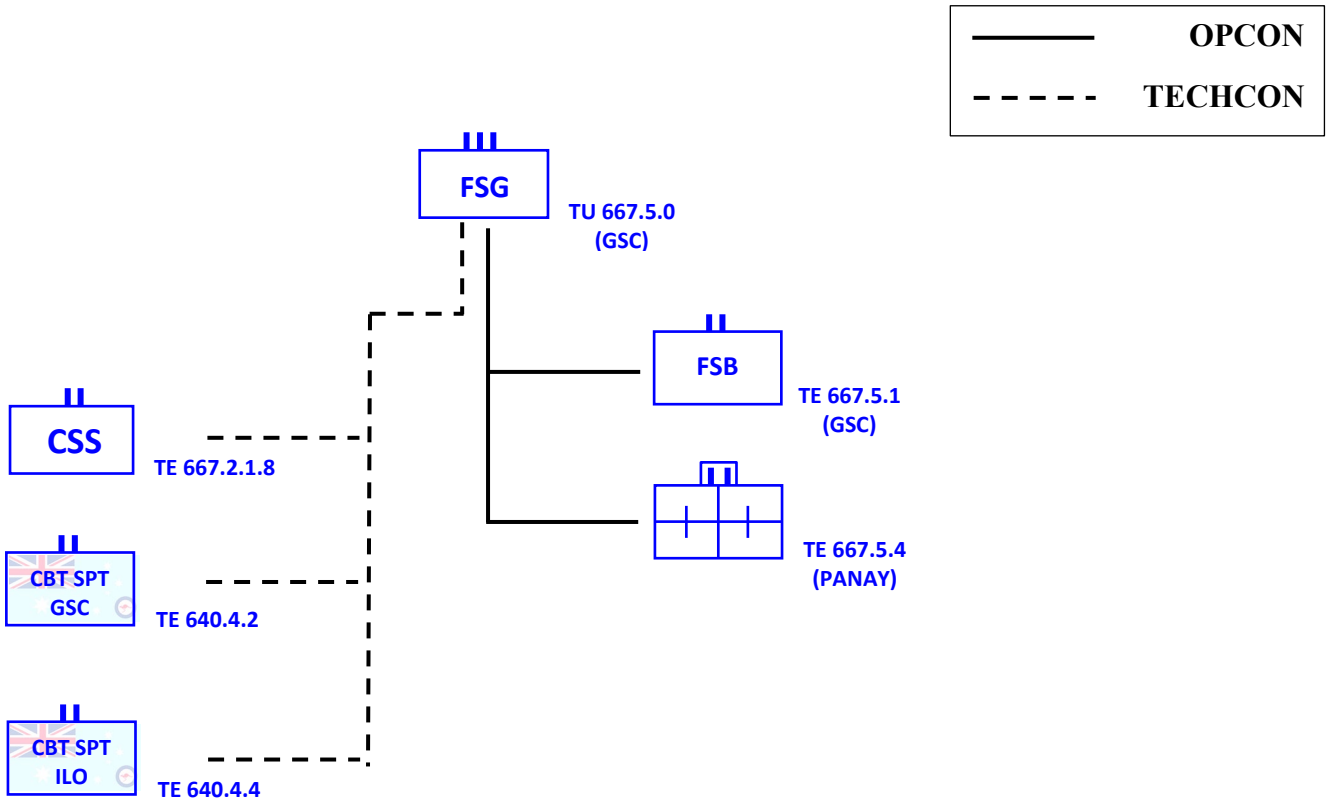 OPCON
TECHCON
FSG
TU 667.5.0
(GSC)
FSB
TE 667.5.1
(GSC)
CSS
TE 667.2.1.8
TE 667.5.4
(PANAY)
CBT SPT
GSC
TE 640.4.2
CBT SPT
ILO
TE 640.4.4